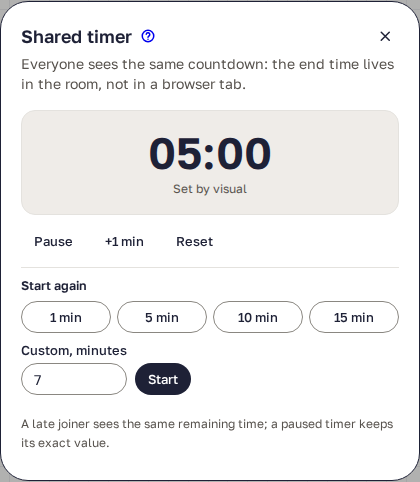 Shared timer
Everyone sees the same countdown: the end time lives
in the room, not in a browser tab.
05:00
Set by visual
Pause +1 min Reset
Start again
1 min 5 min 10 min 15 min
Custom, minutes
7 Start
A late joiner sees the same remaining time; a paused timer keeps
its exact value.